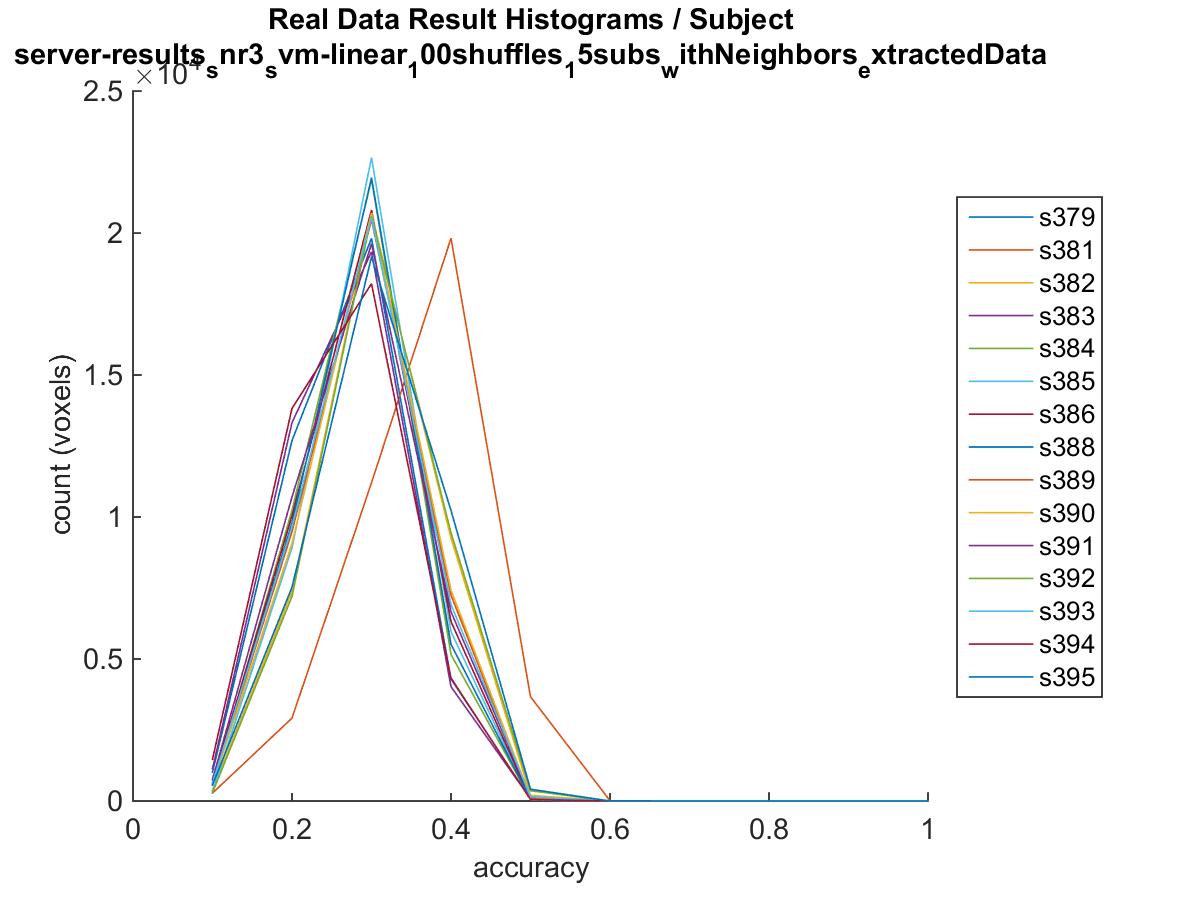 Real Data Result Histograms / Subject
server-results_snr3_svm-linear_100shuffles_15subs_withNeighbors_extractedData
×10^4
2.5
2
1.5
1
0.5
0
count (voxels)
0 0.2 0.4 0.6 0.8 1
accuracy
s379
s381
s382
s383
s384
s385
s386
s388
s389
s390
s391
s392
s393
s394
s395